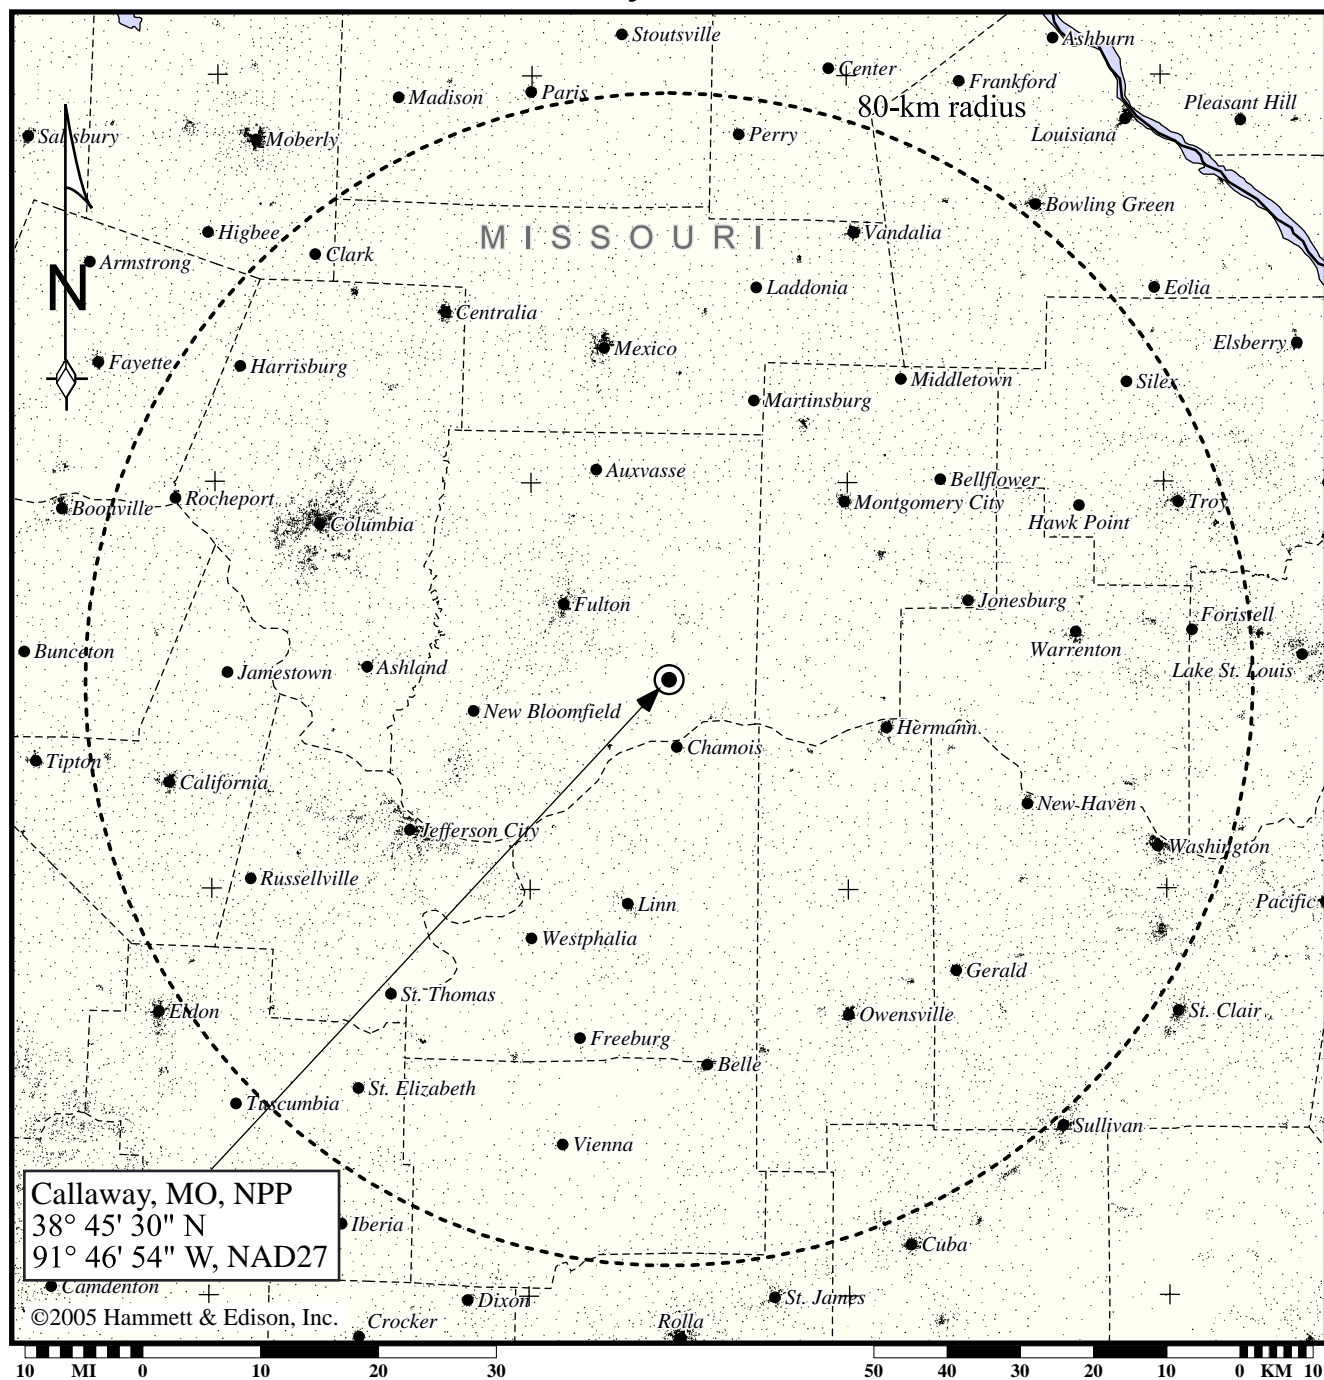 Stoutsville
Ashburn
Center
Frankford
Madison
Paris
80-km radius
Pleasant Hill
Salisbury
Moberly
Perry
Louisiana
Bowling Green
Higbee
MISSOURI
Vandalia
Clark
Armstrong
N
Laddonia
Eolia
Centralia
Elsberry
Mexico
Fayette
Harrisburg
Middletown
Silex
Martinsburg
Auxvasse
Bellflower
Rocheport
Boonville
Montgomery City
Troy
Columbia
Hawk Point
Fulton
Jonesburg
Foristell
Bunceton
Warrenton
Ashland
Jamestown
Lake St. Louis
New Bloomfield
Hermann
Chamois
Tipton
California
New Haven
Jefferson City
Washington
Russellville
Linn
Pacific
Westphalia
Gerald
St. Thomas
Eldon
Owensville
St. Clair
Freeburg
Belle
St. Elizabeth
Tuscumbia
Sullivan
Vienna
Callaway, MO, NPP
38° 45' 30" N
91° 46' 54" W, NAD27
Iberia
Cuba
Camdenton
Dixon
St. James
©2005 Hammett & Edison, Inc.
Crocker
Rolla
10 MI 0 10 20 30 50 40 30 20 10 0 KM 10